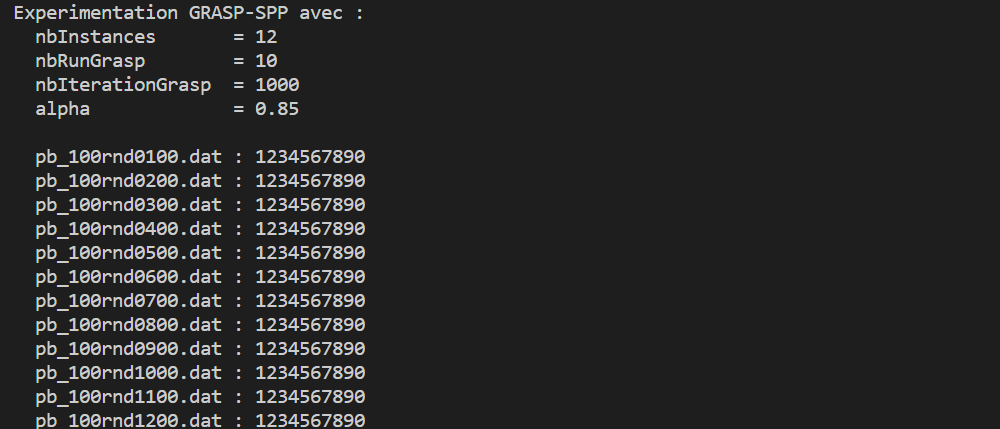 Experimentation GRASP-SPP avec :
nbInstances = 12
nbRunGrasp = 10
nbIterationGrasp = 1000
alpha = 0.85
pb_100rnd0100.dat : 1234567890
pb_100rnd0200.dat : 1234567890
pb_100rnd0300.dat : 1234567890
pb_100rnd0400.dat : 1234567890
pb_100rnd0500.dat : 1234567890
pb_100rnd0600.dat : 1234567890
pb_100rnd0700.dat : 1234567890
pb_100rnd0800.dat : 1234567890
pb_100rnd0900.dat : 1234567890
pb_100rnd1000.dat : 1234567890
pb_100rnd1100.dat : 1234567890
pb_100rnd1200.dat : 1234567890